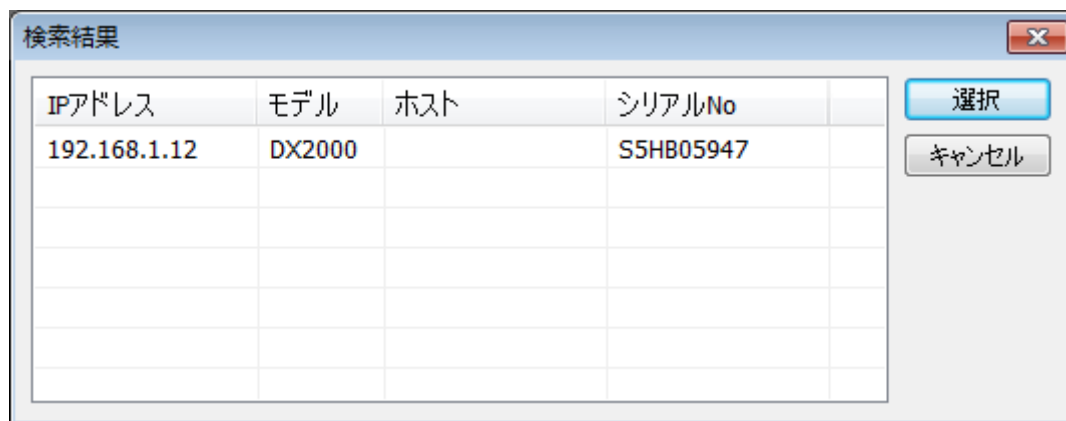 検索結果
IPアドレス モデル ホスト シリアルNo
192.168.1.12 DX2000 S5HB05947
選択
キャンセル